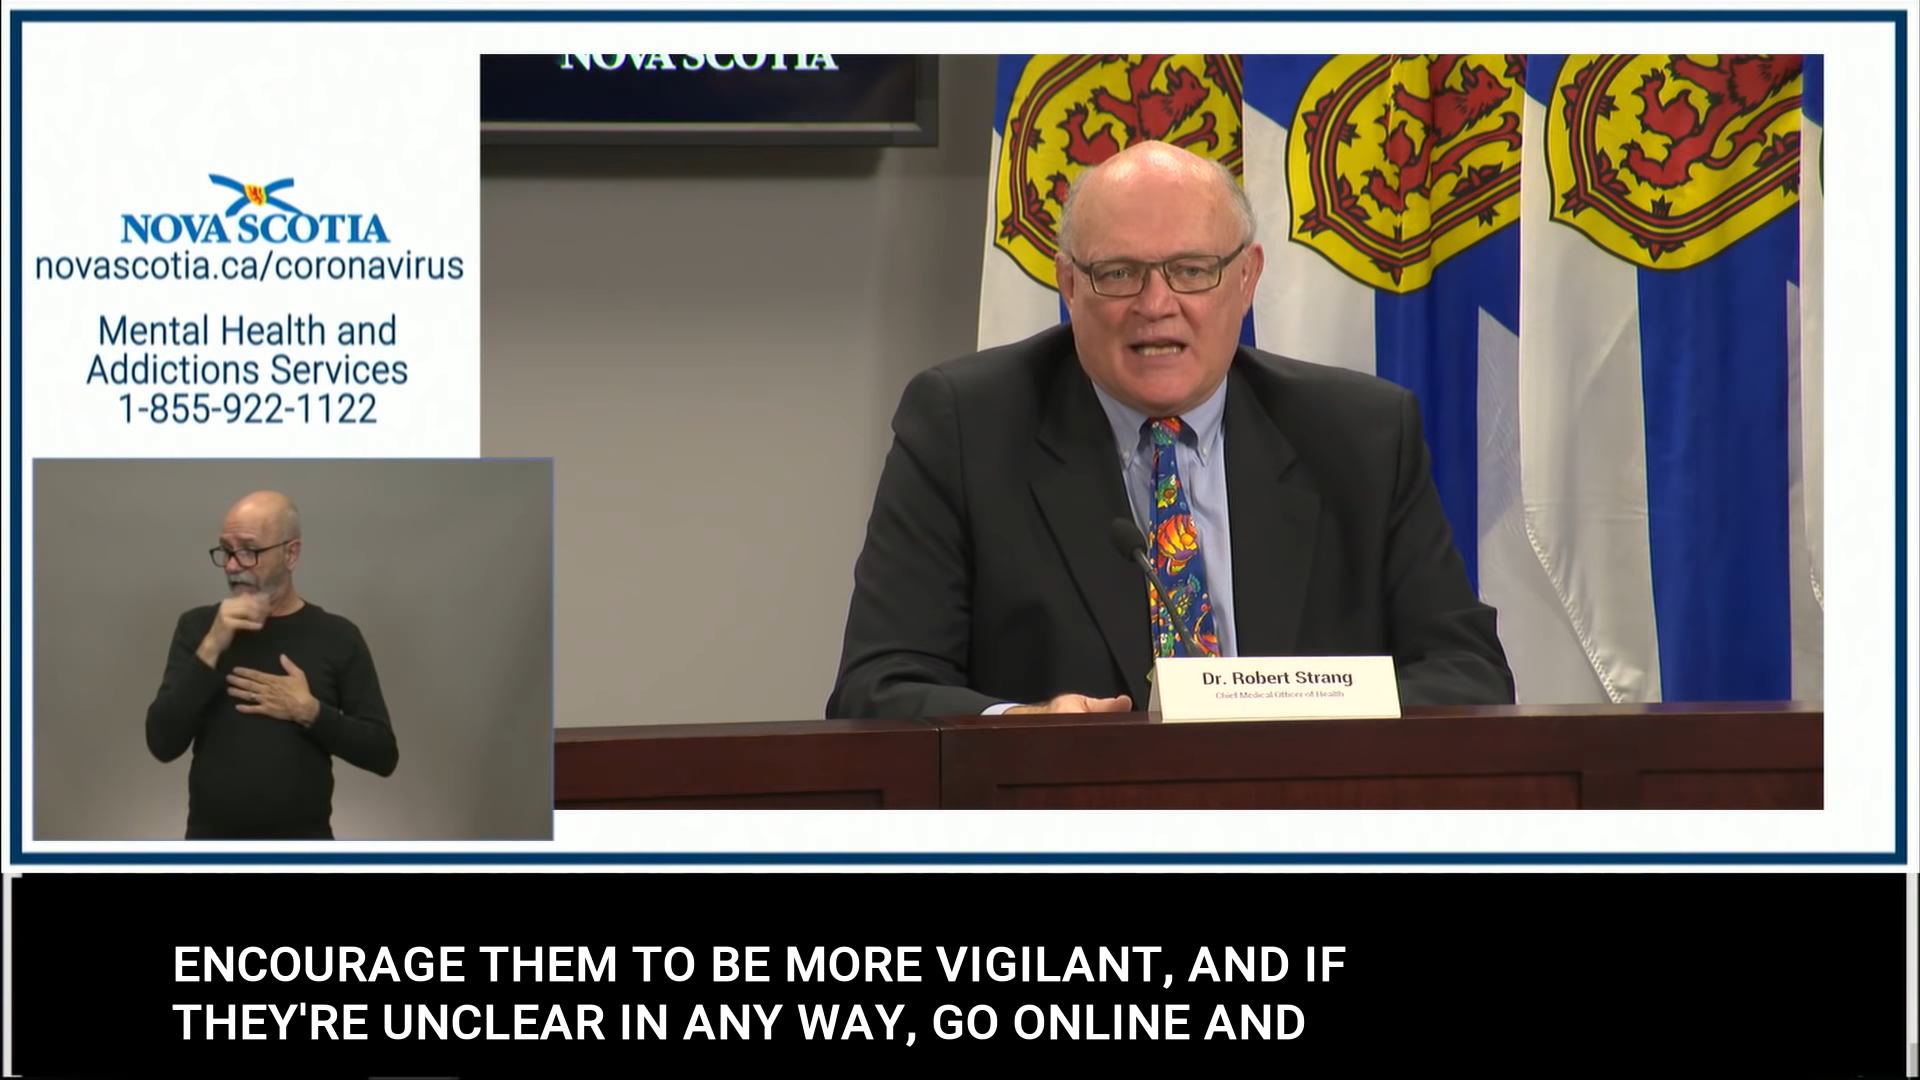 NOVA SCOTIA
NOVA SCOTIA
novascotia.ca/coronavirus
Mental Health and
Addictions Services
1-855-922-1122
Dr. Robert Strang
Chief Medical Officer of Health
ENCOURAGE THEM TO BE MORE VIGILANT, AND IF
THEY'RE UNCLEAR IN ANY WAY, GO ONLINE AND